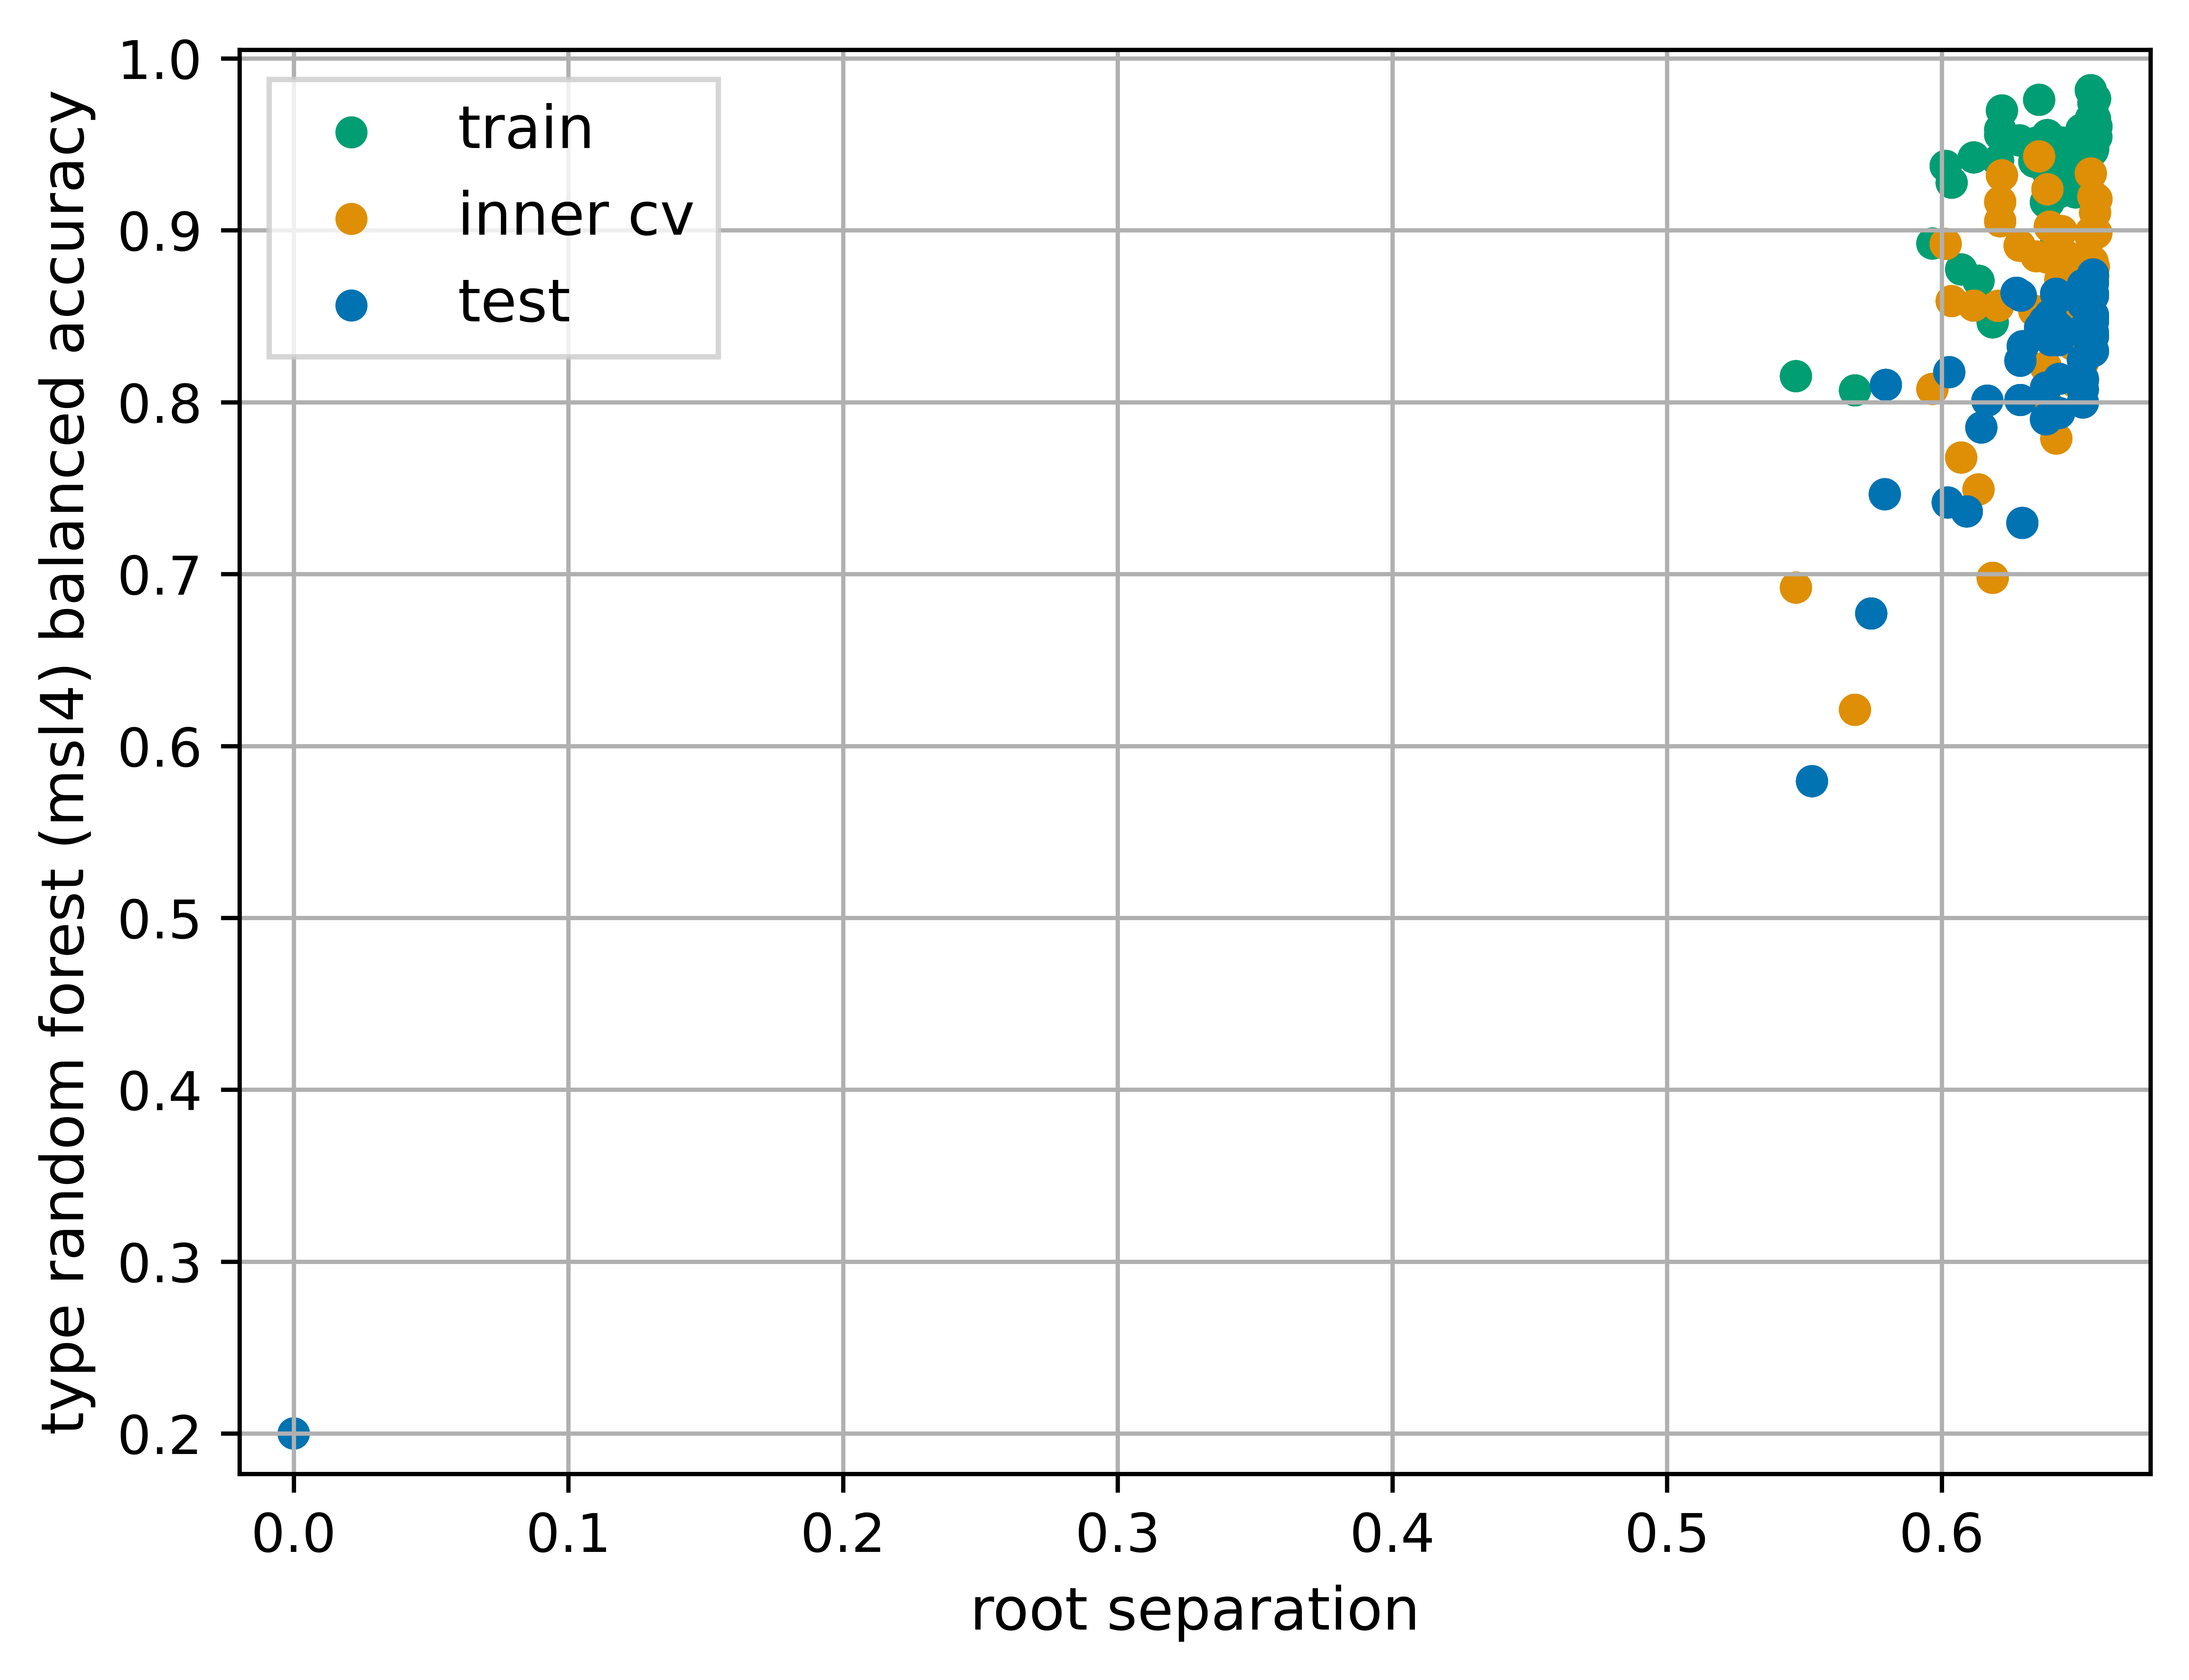 type random forest (msl4) balanced accuracy
1.0
0.9
0.8
0.7
0.6
0.5
0.4
0.3
0.2
train
inner cv
test
0.0 0.1 0.2 0.3 0.4 0.5 0.6
root separation